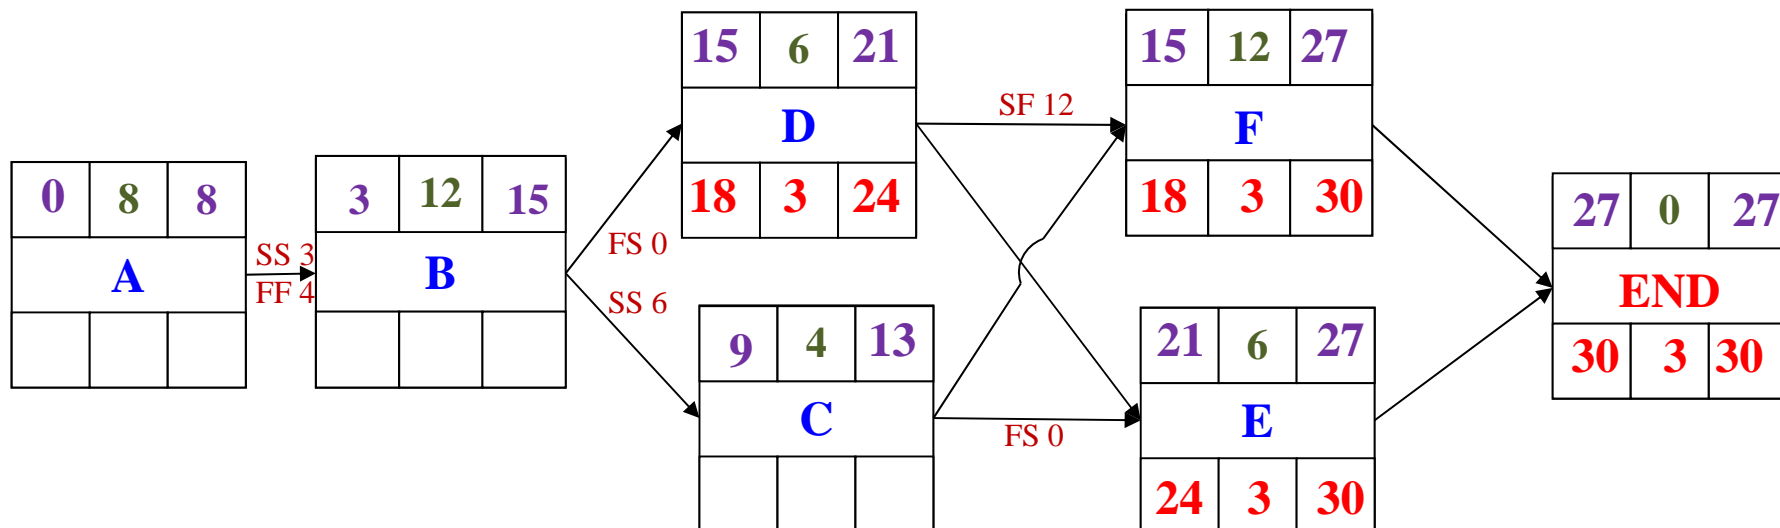 15 6 21
D
18 3 24
15 12 27
F
18 3 30
SF 12
0 8 8
A
SS 3
FF 4
3 12 15
B
FS 0
SS 6
9 4 13
C
FS 0
21 6 27
E
24 3 30
27 0 27
END
30 3 30